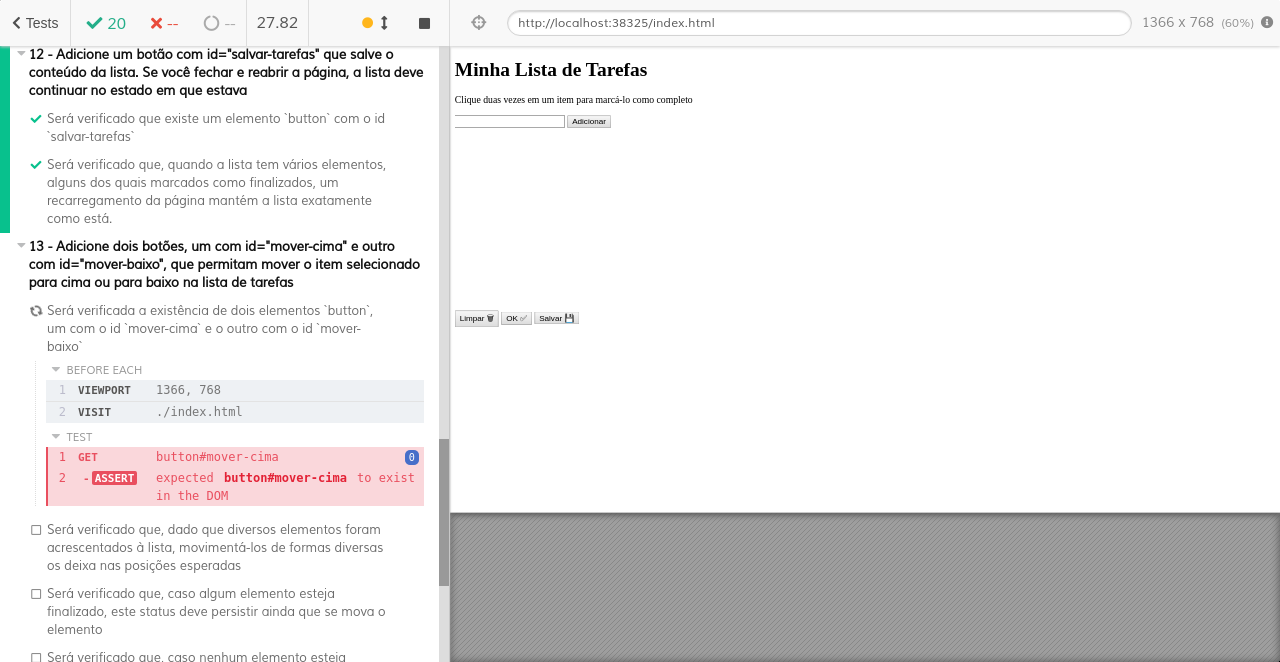 Tests
20
--
--
27.82
http://localhost:38325/index.html
1366 x 768 (60%)
12 - Adicione um botão com id="salvar-tarefas" que salve o
conteúdo da lista. Se você fechar e reabrir a página, a lista deve
continuar no estado em que estava
Será verificado que existe um elemento `button` com o id
`salvar-tarefas`
Será verificado que, quando a lista tem vários elementos,
alguns dos quais marcados como finalizados, um
recarregamento da página mantém a lista exatamente
como está.
13 - Adicione dois botões, um com id="mover-cima" e outro
com id="mover-baixo", que permitam mover o item selecionado
para cima ou para baixo na lista de tarefas
Será verificada a existência de dois elementos `button`,
um com o id `mover-cima` e o outro com o id `mover-
baixo`
BEFORE EACH
1 VIEWPORT 1366, 768
2 VISIT ./index.html
TEST
1 GET button#mover-cima 0
2 - ASSERT expected button#mover-cima to exist
in the DOM
Será verificado que, dado que diversos elementos foram
acrescentados à lista, movimentá-los de formas diversas
os deixa nas posições esperadas
Será verificado que, caso algum elemento esteja
finalizado, este status deve persistir ainda que se mova o
elemento
Será verificado que, caso nenhum elemento esteja
Minha Lista de Tarefas
Clique duas vezes em um item para marcá-lo como completo
Adicionar
Limpar 🗑 OK ✅ Salvar 💾